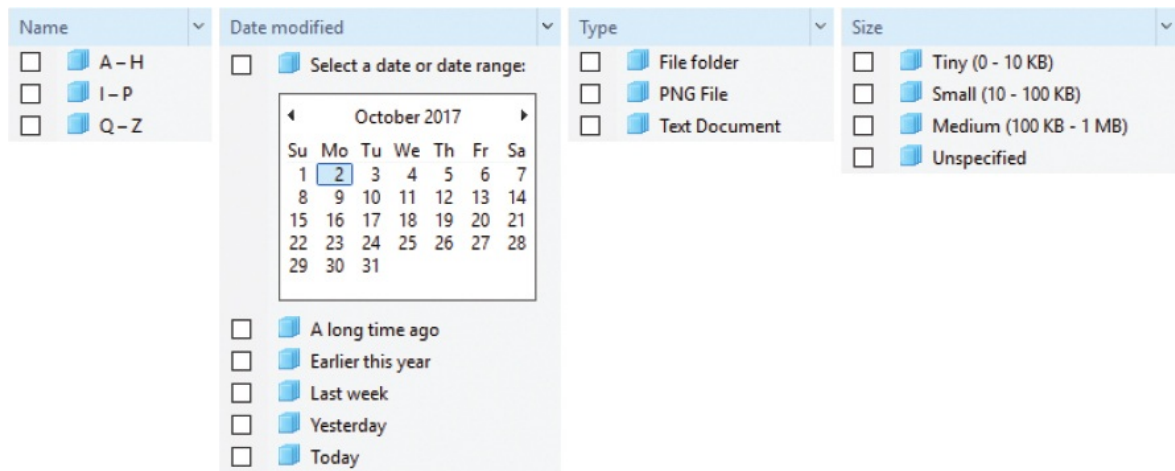 Name
A – H
I – P
Q – Z
Date modified
Select a date or date range:
October 2017
Su Mo Tu We Th Fr Sa
1 2 3 4 5 6 7
8 9 10 11 12 13 14
15 16 17 18 19 20 21
22 23 24 25 26 27 28
29 30 31
A long time ago
Earlier this year
Last week
Yesterday
Today
Type
File folder
PNG File
Text Document
Size
Tiny (0 - 10 KB)
Small (10 - 100 KB)
Medium (100 KB - 1 MB)
Unspecified